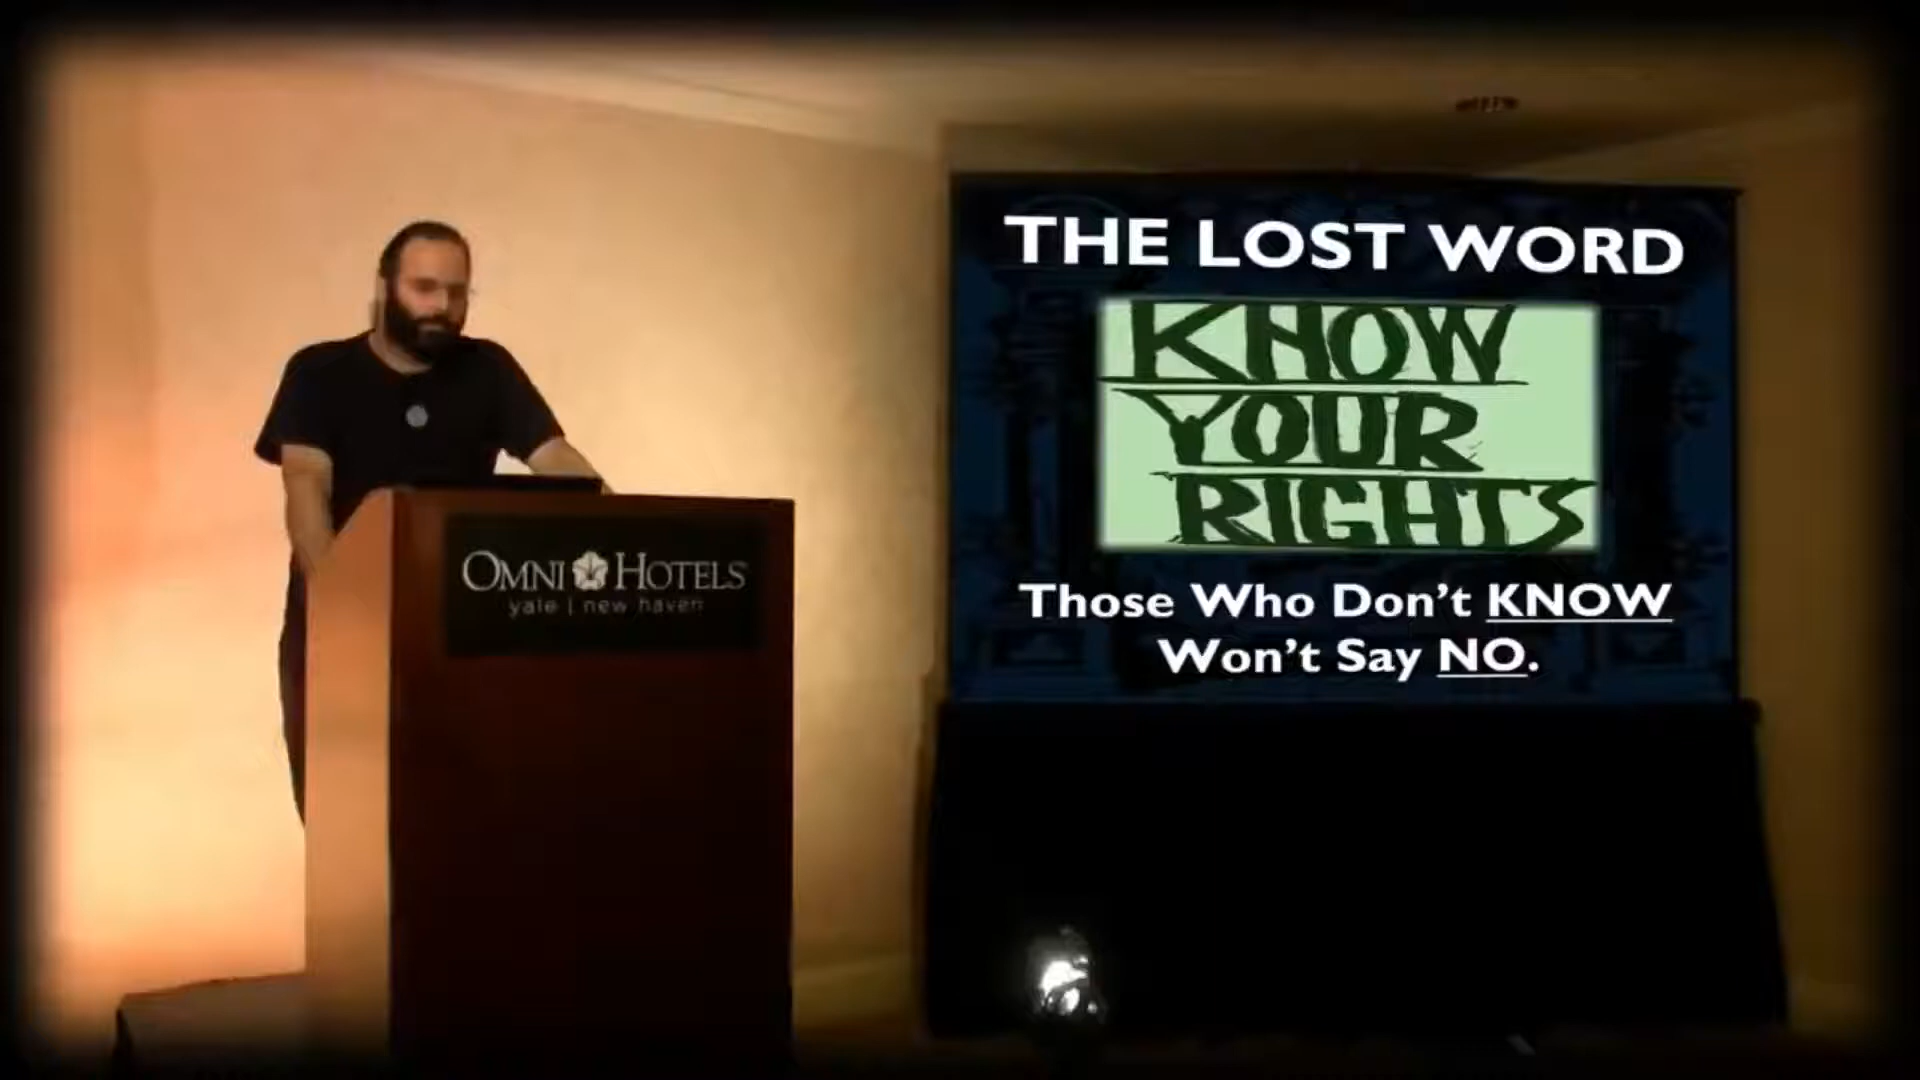 THE LOST WORD
KNOW
YOUR
RIGHTS
Those Who Don't KNOW
Won't Say NO.
OMNI HOTELS
yale | new haven